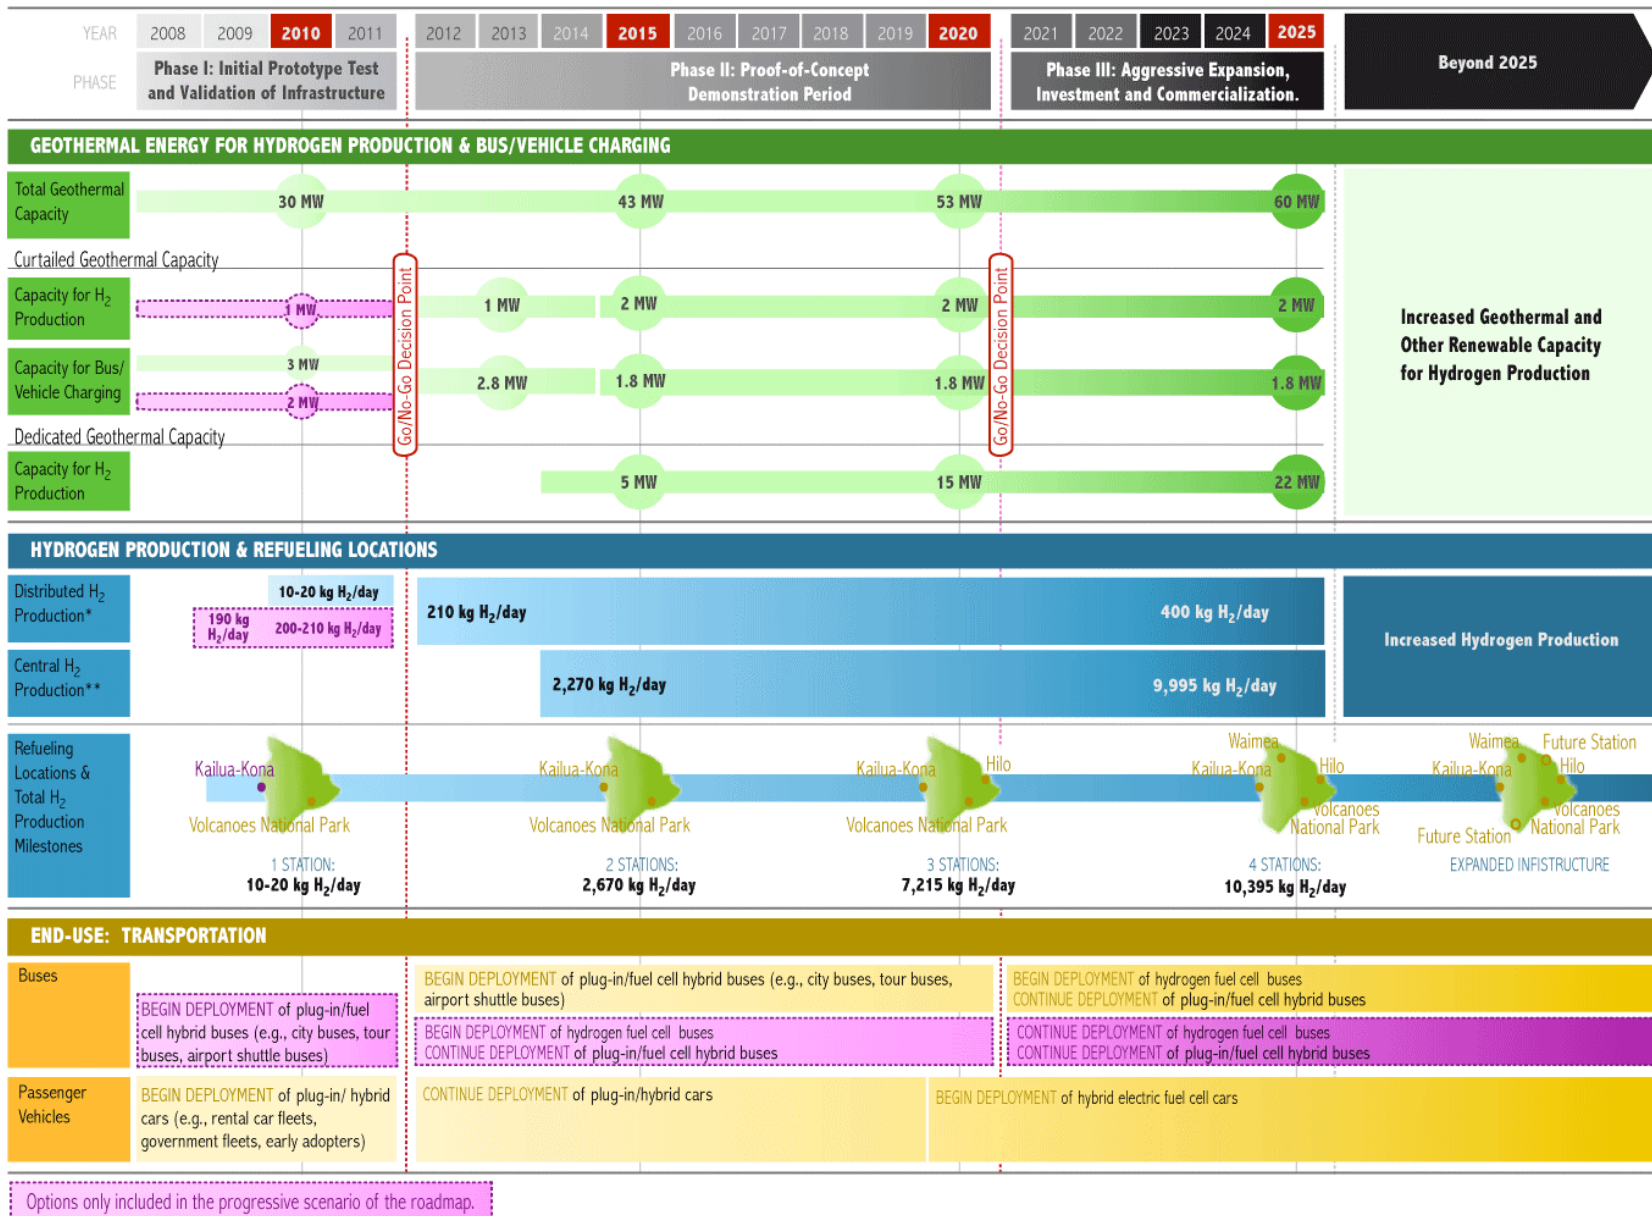 YEAR 2008 2009 2010 2011 2012 2013 2014 2015 2016 2017 2018 2019 2020 2021 2022 2023 2024 2025
PHASE
Phase I: Initial Prototype Test
and Validation of Infrastructure
Phase II: Proof-of-Concept
Demonstration Period
Phase III: Aggressive Expansion,
Investment and Commercialization.
Beyond 2025
GEOTHERMAL ENERGY FOR HYDROGEN PRODUCTION & BUS/VEHICLE CHARGING
Total Geothermal
Capacity
30 MW 43 MW 53 MW 60 MW
Curtailed Geothermal Capacity
Capacity for H2
Production
1 MW 1 MW 2 MW 2 MW 2 MW
Capacity for Bus/
Vehicle Charging
3 MW
2 MW
2.8 MW 1.8 MW 1.8 MW 1.8 MW
Dedicated Geothermal Capacity
Capacity for H2
Production
5 MW 15 MW 22 MW
Go/No-Go Decision Point
Go/No-Go Decision Point
Increased Geothermal and
Other Renewable Capacity
for Hydrogen Production
HYDROGEN PRODUCTION & REFUELING LOCATIONS
Distributed H2
Production*
10-20 kg H2/day
190 kg
H2/day
200-210 kg H2/day
210 kg H2/day
400 kg H2/day
Central H2
Production**
2,270 kg H2/day
9,995 kg H2/day
Increased Hydrogen Production
Refueling
Locations &
Total H2
Production
Milestones
Kailua-Kona
Volcanoes National Park
1 STATION:
10-20 kg H2/day
Kailua-Kona
Volcanoes National Park
2 STATIONS:
2,670 kg H2/day
Kailua-Kona
Hilo
Volcanoes National Park
3 STATIONS:
7,215 kg H2/day
Waimea
Kailua-Kona
Hilo
Volcanoes
National Park
4 STATIONS:
10,395 kg H2/day
Waimea
Future Station
Kailua-Kona
Hilo
Volcanoes
National Park
Future Station
EXPANDED INFISTRUCTURE
END-USE: TRANSPORTATION
Buses
BEGIN DEPLOYMENT of plug-in/fuel
cell hybrid buses (e.g., city buses, tour
buses, airport shuttle buses)
BEGIN DEPLOYMENT of plug-in/fuel cell hybrid buses (e.g., city buses, tour buses,
airport shuttle buses)
BEGIN DEPLOYMENT of hydrogen fuel cell buses
CONTINUE DEPLOYMENT of plug-in/fuel cell hybrid buses
BEGIN DEPLOYMENT of hydrogen fuel cell buses
CONTINUE DEPLOYMENT of plug-in/fuel cell hybrid buses
CONTINUE DEPLOYMENT of hydrogen fuel cell buses
CONTINUE DEPLOYMENT of plug-in/fuel cell hybrid buses
Passenger
Vehicles
BEGIN DEPLOYMENT of plug-in/ hybrid
cars (e.g., rental car fleets,
government fleets, early adopters)
CONTINUE DEPLOYMENT of plug-in/hybrid cars
BEGIN DEPLOYMENT of hybrid electric fuel cell cars
Options only included in the progressive scenario of the roadmap.